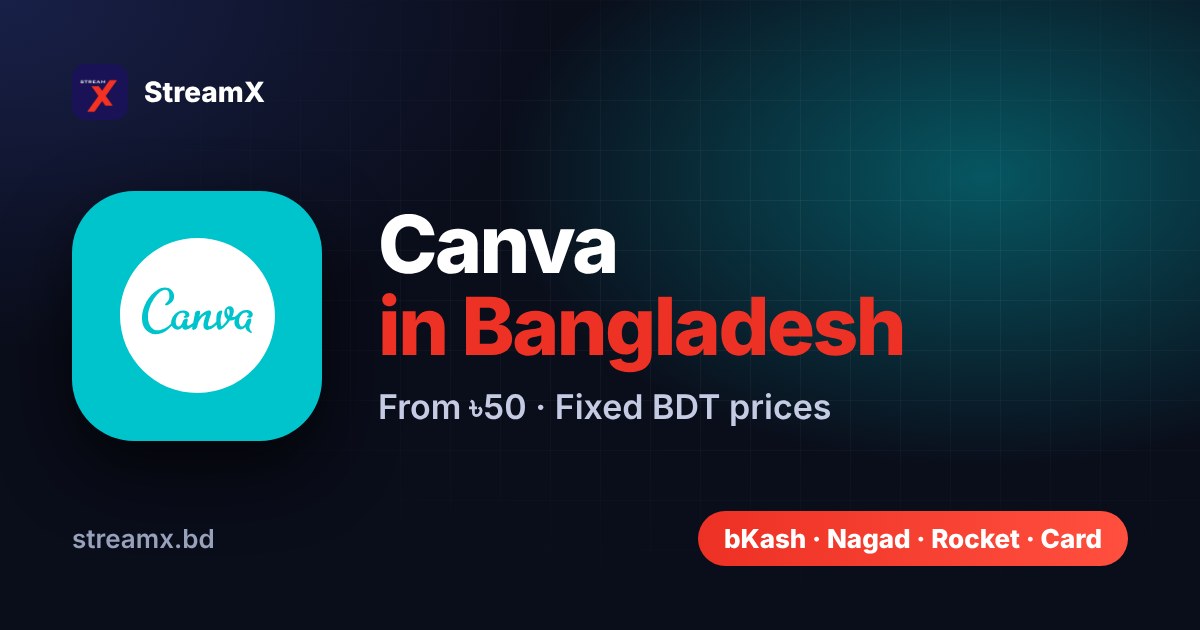 STREAM
X
StreamX
Canva
Canva
in Bangladesh
From ৳50 · Fixed BDT prices
streamx.bd
bKash · Nagad · Rocket · Card